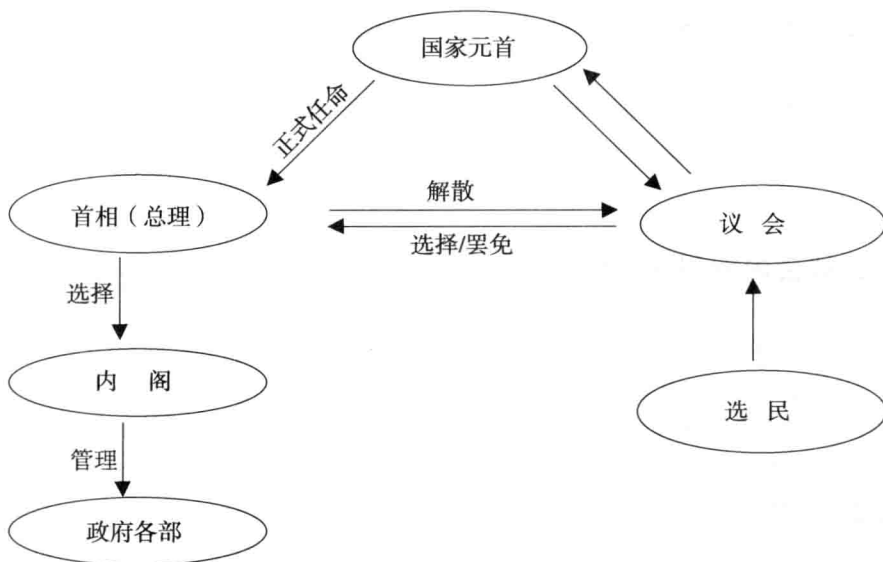 国家元首
正式任命
首相（总理）
解散
选择/罢免
议 会
选择
内 阁
选 民
管理
政府各部